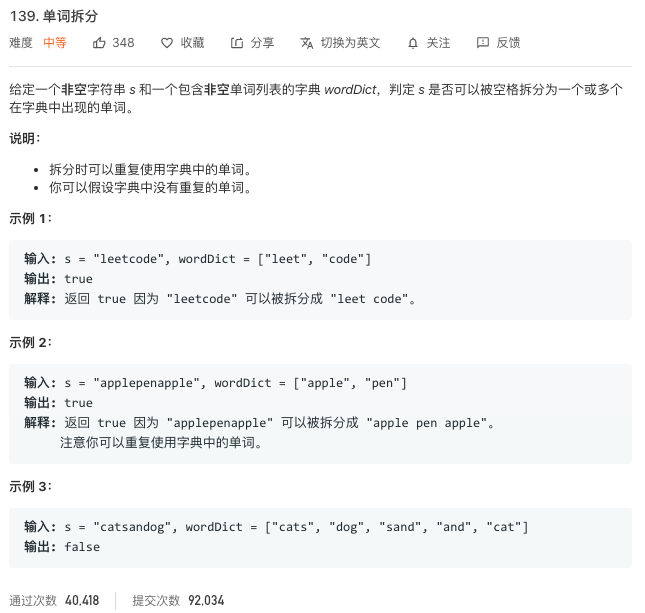 139. 单词拆分
难度 中等 348 收藏 分享 切换为英文 关注 反馈
给定一个非空字符串 s 和一个包含非空单词列表的字典 wordDict，判定 s 是否可以被空格拆分为一个或多个
在字典中出现的单词。
说明：
• 拆分时可以重复使用字典中的单词。
• 你可以假设字典中没有重复的单词。
示例 1：
输入: s = "leetcode", wordDict = ["leet", "code"]
输出: true
解释: 返回 true 因为 "leetcode" 可以被拆分成 "leet code"。
示例 2：
输入: s = "applepenapple", wordDict = ["apple", "pen"]
输出: true
解释: 返回 true 因为 "applepenapple" 可以被拆分成 "apple pen apple"。
注意你可以重复使用字典中的单词。
示例 3：
输入: s = "catsandog", wordDict = ["cats", "dog", "sand", "and", "cat"]
输出: false
通过次数 40,418 提交次数 92,034